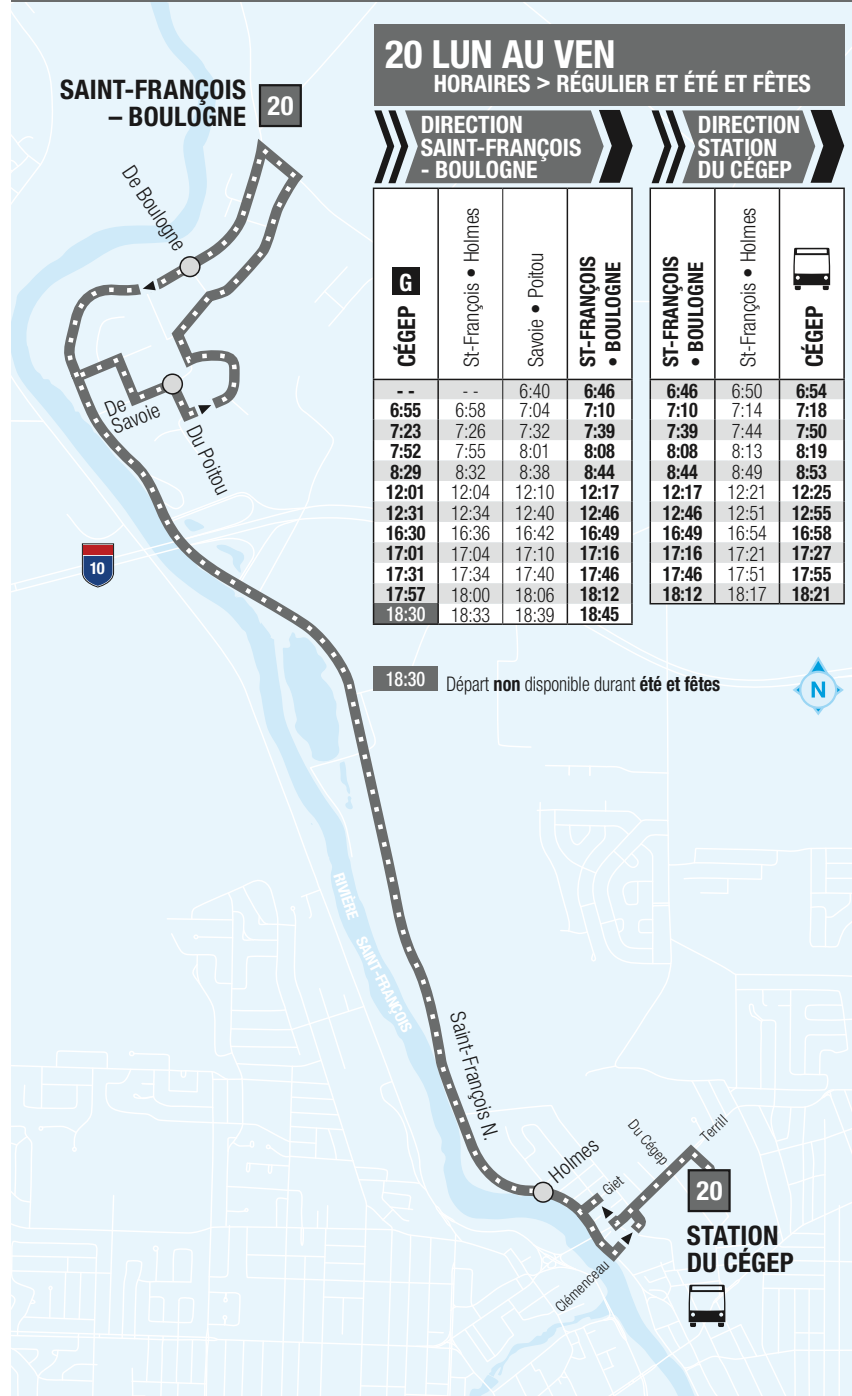 SAINT-FRANÇOIS
– BOULOGNE
20
20 LUN AU VEN
HORAIRES > RÉGULIER ET ÉTÉ ET FÊTES
DIRECTION
SAINT-FRANÇOIS
- BOULOGNE
DIRECTION
STATION
DU CÉGEP
CÉGEP G
St-François • Holmes
Savoie • Poitou
ST-FRANÇOIS
• BOULOGNE
ST-FRANÇOIS
• BOULOGNE
St-François • Holmes
CÉGEP
- - - - 6:40 6:46 6:46 6:50 6:54
6:55 6:58 7:04 7:10 7:10 7:14 7:18
7:23 7:26 7:32 7:39 7:39 7:44 7:50
7:52 7:55 8:01 8:08 8:08 8:13 8:19
8:29 8:32 8:38 8:44 8:44 8:49 8:53
12:01 12:04 12:10 12:17 12:17 12:21 12:25
12:31 12:34 12:40 12:46 12:46 12:51 12:55
16:30 16:36 16:42 16:49 16:49 16:54 16:58
17:01 17:04 17:10 17:16 17:16 17:21 17:27
17:31 17:34 17:40 17:46 17:46 17:51 17:55
17:57 18:00 18:06 18:12 18:12 18:17 18:21
18:30 18:33 18:39 18:45
18:30 Départ non disponible durant été et fêtes
N
De Boulogne
De
Savoie
Du Poitou
10
RIVIÈRE SAINT-FRANÇOIS
Saint-François N.
Holmes
Giet
Du Cégep
Terrill
Clémenceau
20
STATION
DU CÉGEP